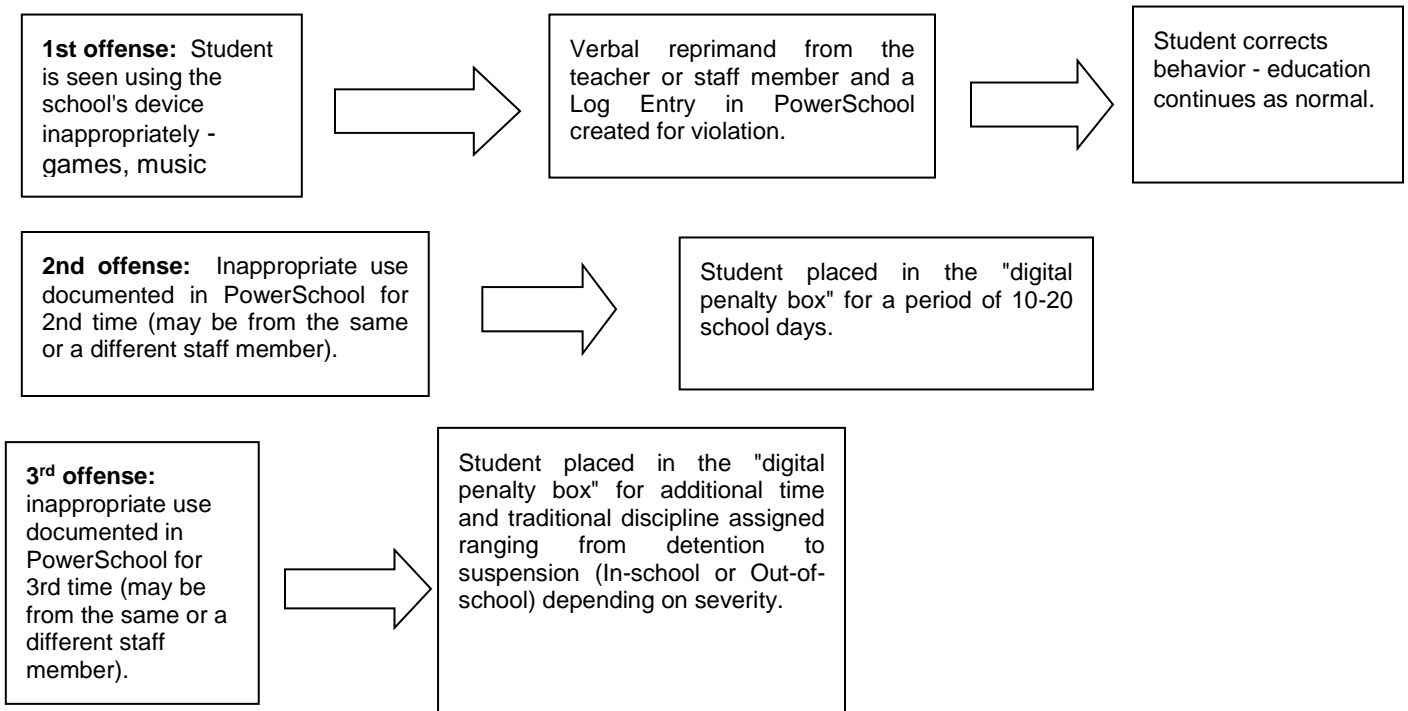 1st offense: Student
is seen using the
school's device
inappropriately -
games, music
Verbal reprimand from the
teacher or staff member and a
Log Entry in PowerSchool
created for violation.
Student corrects
behavior - education
continues as normal.
2nd offense: Inappropriate use
documented in PowerSchool for
2nd time (may be from the same
or a different staff member).
Student placed in the "digital
penalty box" for a period of 10-20
school days.
3rd offense:
inappropriate use
documented in
PowerSchool for
3rd time (may be
from the same or a
different staff
member).
Student placed in the "digital
penalty box" for additional time
and traditional discipline assigned
ranging from detention to
suspension (In-school or Out-of-
school) depending on severity.